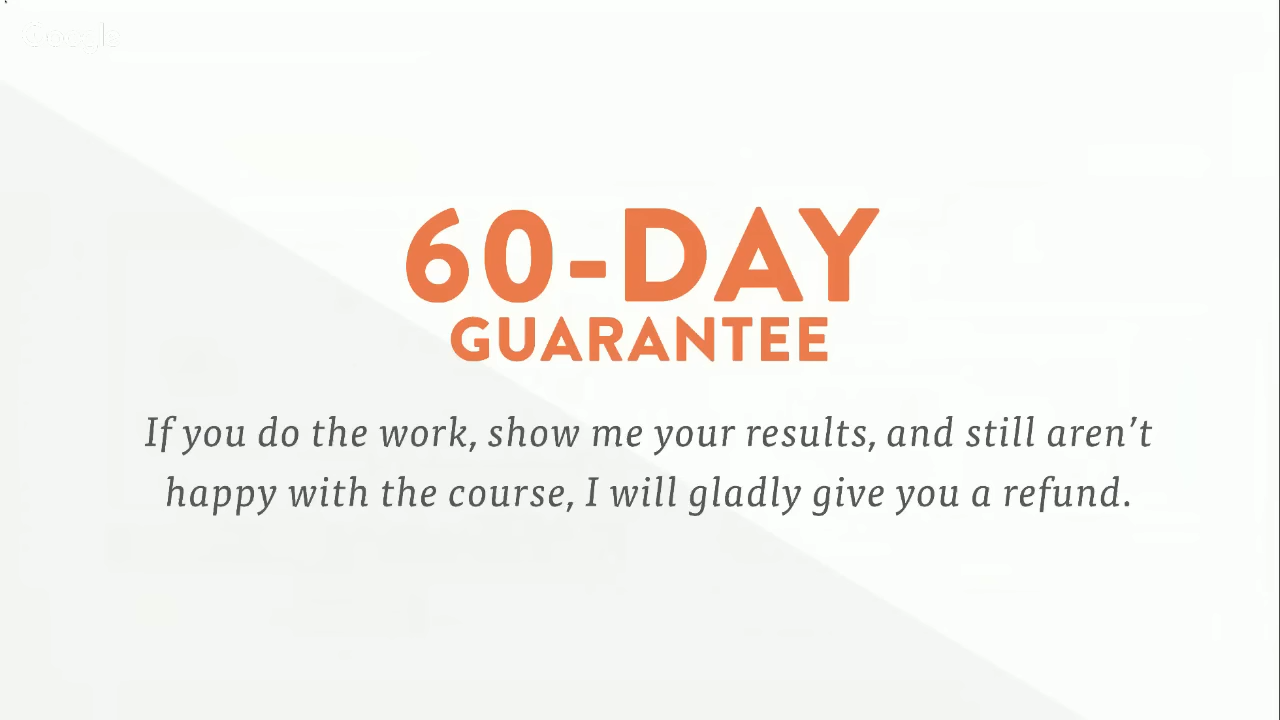 Google
60-DAY
GUARANTEE
If you do the work, show me your results, and still aren’t
happy with the course, I will gladly give you a refund.